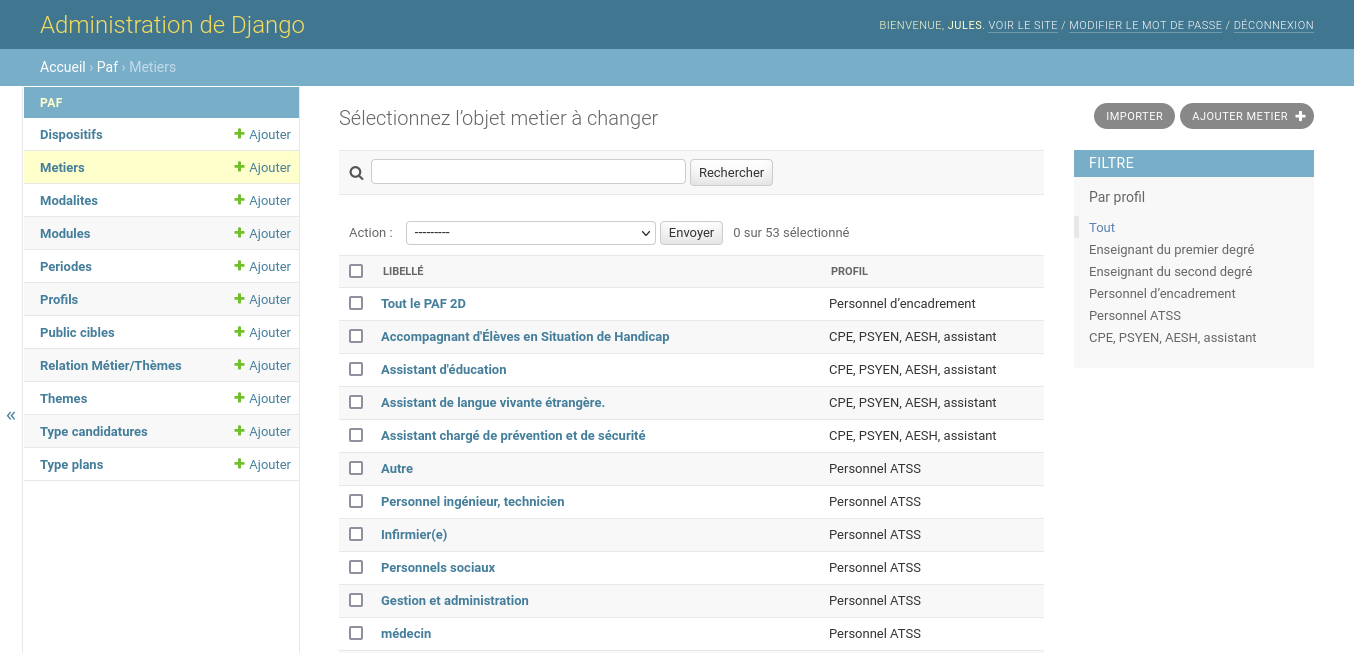 Administration de Django
BIENVENUE, JULES. VOIR LE SITE / MODIFIER LE MOT DE PASSE / DÉCONNEXION
Accueil › Paf › Metiers
PAF
Dispositifs Ajouter
Metiers Ajouter
Modalites Ajouter
Modules Ajouter
Periodes Ajouter
Profils Ajouter
Public cibles Ajouter
Relation Métier/Thèmes Ajouter
Themes Ajouter
Type candidatures Ajouter
Type plans Ajouter
«
Sélectionnez l’objet metier à changer
IMPORTER
AJOUTER METIER
Rechercher
Action : --------- Envoyer 0 sur 53 sélectionné
LIBELLÉ PROFIL
Tout le PAF 2D Personnel d’encadrement
Accompagnant d'Élèves en Situation de Handicap CPE, PSYEN, AESH, assistant
Assistant d'éducation CPE, PSYEN, AESH, assistant
Assistant de langue vivante étrangère. CPE, PSYEN, AESH, assistant
Assistant chargé de prévention et de sécurité CPE, PSYEN, AESH, assistant
Autre Personnel ATSS
Personnel ingénieur, technicien Personnel ATSS
Infirmier(e) Personnel ATSS
Personnels sociaux Personnel ATSS
Gestion et administration Personnel ATSS
médecin Personnel ATSS
FILTRE
Par profil
Tout
Enseignant du premier degré
Enseignant du second degré
Personnel d’encadrement
Personnel ATSS
CPE, PSYEN, AESH, assistant